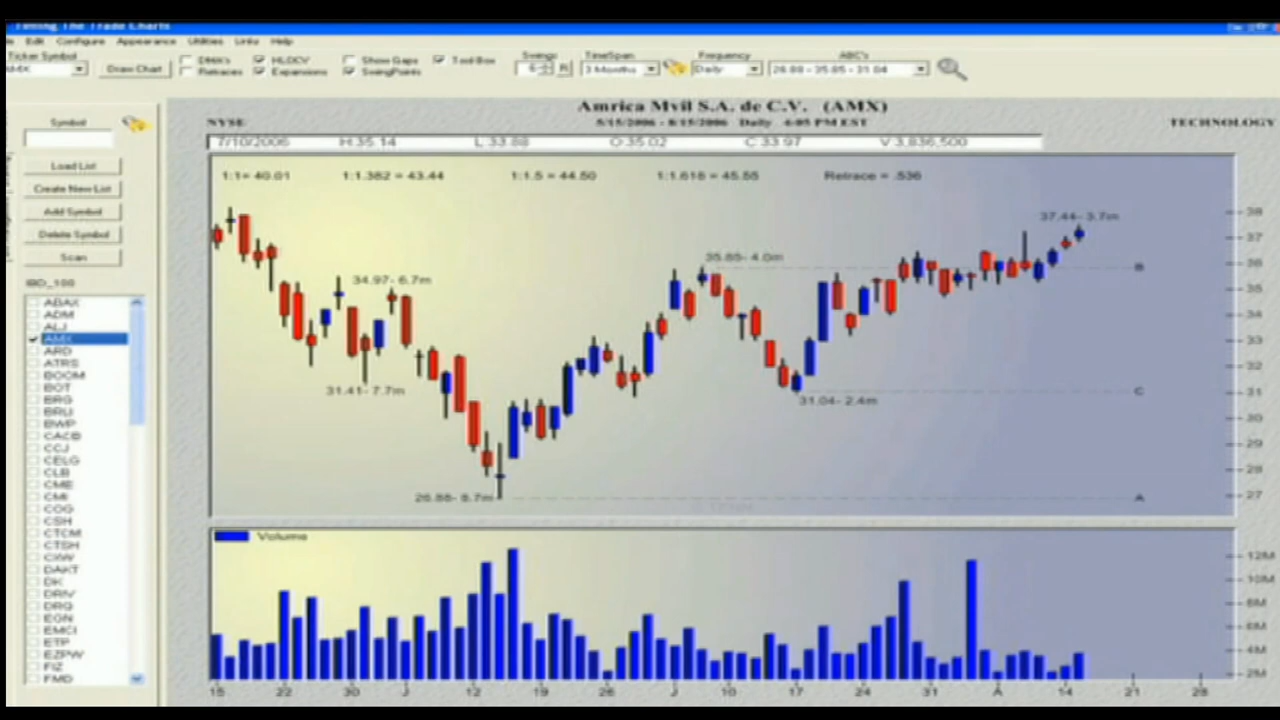 Timing The Trade Charts
Edit Configure Appearance Utilities Links Help
Ticker Symbol
AMX
Draw Chart
DMA's HLOCV Show Gaps Tool Box
Retraces Expansions SwingPoints
Swings
6 R
TimeSpan
3 Months
Frequency
Daily
ABC's
26.88 - 35.85 - 31.04
Symbol
Load List
Create New List
Add Symbol
Delete Symbol
Scan
IBD_100
ABAX
ADM
ALJ
AMX
ARD
ATRS
BOOM
BOT
BRG
BRLI
BWP
CACB
CCJ
CELG
CLB
CME
CMI
COG
CSH
CTCM
CTSH
CXW
DAKT
DK
DRIV
DRQ
EGN
EMCI
ETP
EZPW
FIZ
FMD
Amrica Mvil S.A. de C.V. (AMX)
NYSE 5/15/2006 - 8/15/2006 Daily 4:05 PM EST TECHNOLOGY
7/10/2006 H:35.14 L:33.88 O:35.02 C:33.97 V:3,836,500
1:1= 40.01 1:1.382 = 43.44 1:1.5 = 44.50 1:1.618 = 45.55 Retrace = .536
37.44- 3.7m
35.85- 4.0m
34.97- 6.7m
31.41- 7.7m
31.04- 2.4m
26.88- 8.7m
B
C
A
38
37
36
35
34
33
32
31
30
29
28
27
Volume
12M
10M
8M
6M
4M
2M
15 22 30 J 12 19 26 J 10 17 24 31 A 14 21 28